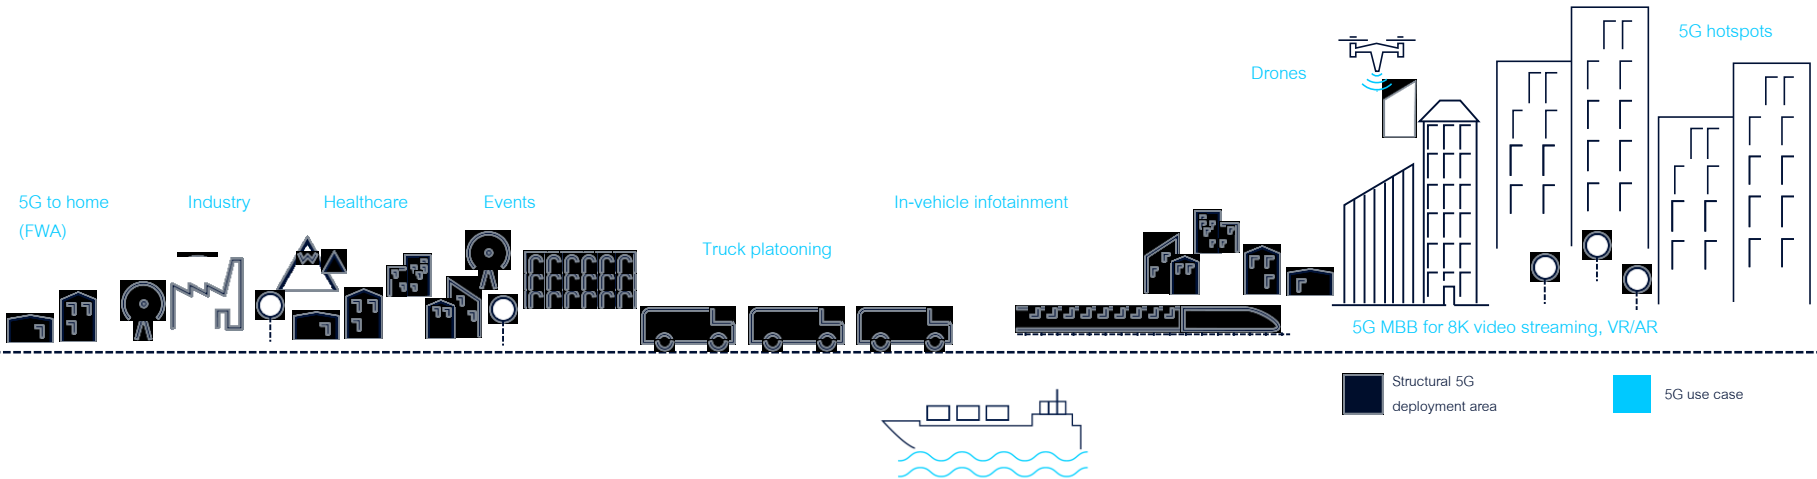 5G hotspots
Drones
5G to home
(FWA)
Industry
Healthcare
Events
In-vehicle infotainment
Truck platooning
5G MBB for 8K video streaming, VR/AR
Structural 5G
deployment area
5G use case